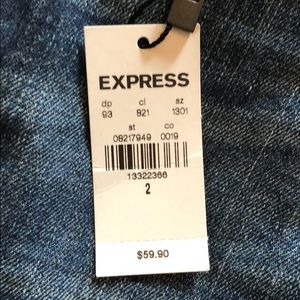 EXPRESS
dp cl sz
93 821 1301
st co
08217949 0019
13322366
2
$59.90